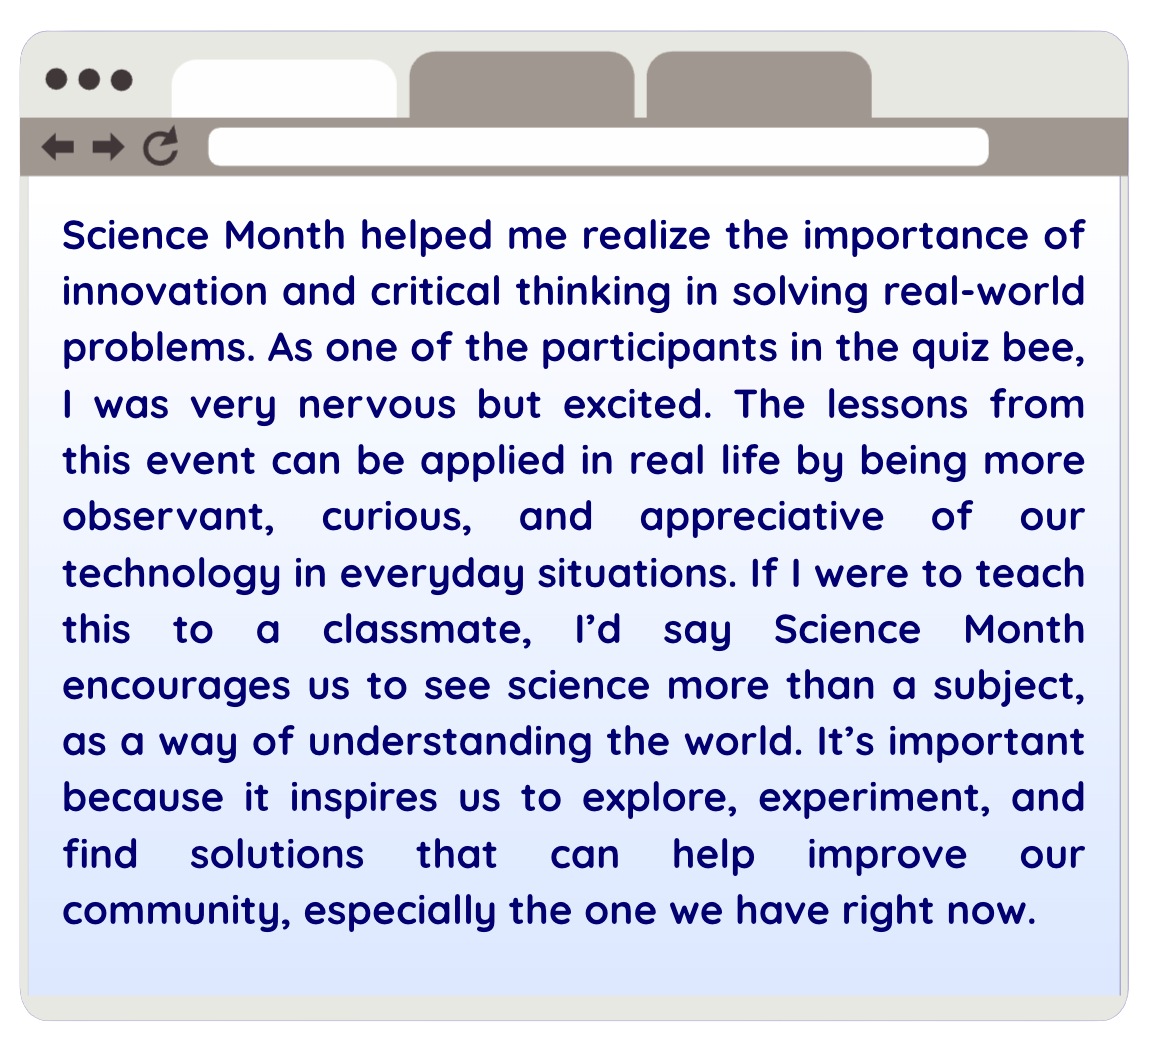 Science Month helped me realize the importance of
innovation and critical thinking in solving real-world
problems. As one of the participants in the quiz bee,
I was very nervous but excited. The lessons from
this event can be applied in real life by being more
observant, curious, and appreciative of our
technology in everyday situations. If I were to teach
this to a classmate, I’d say Science Month
encourages us to see science more than a subject,
as a way of understanding the world. It’s important
because it inspires us to explore, experiment, and
find solutions that can help improve our
community, especially the one we have right now.